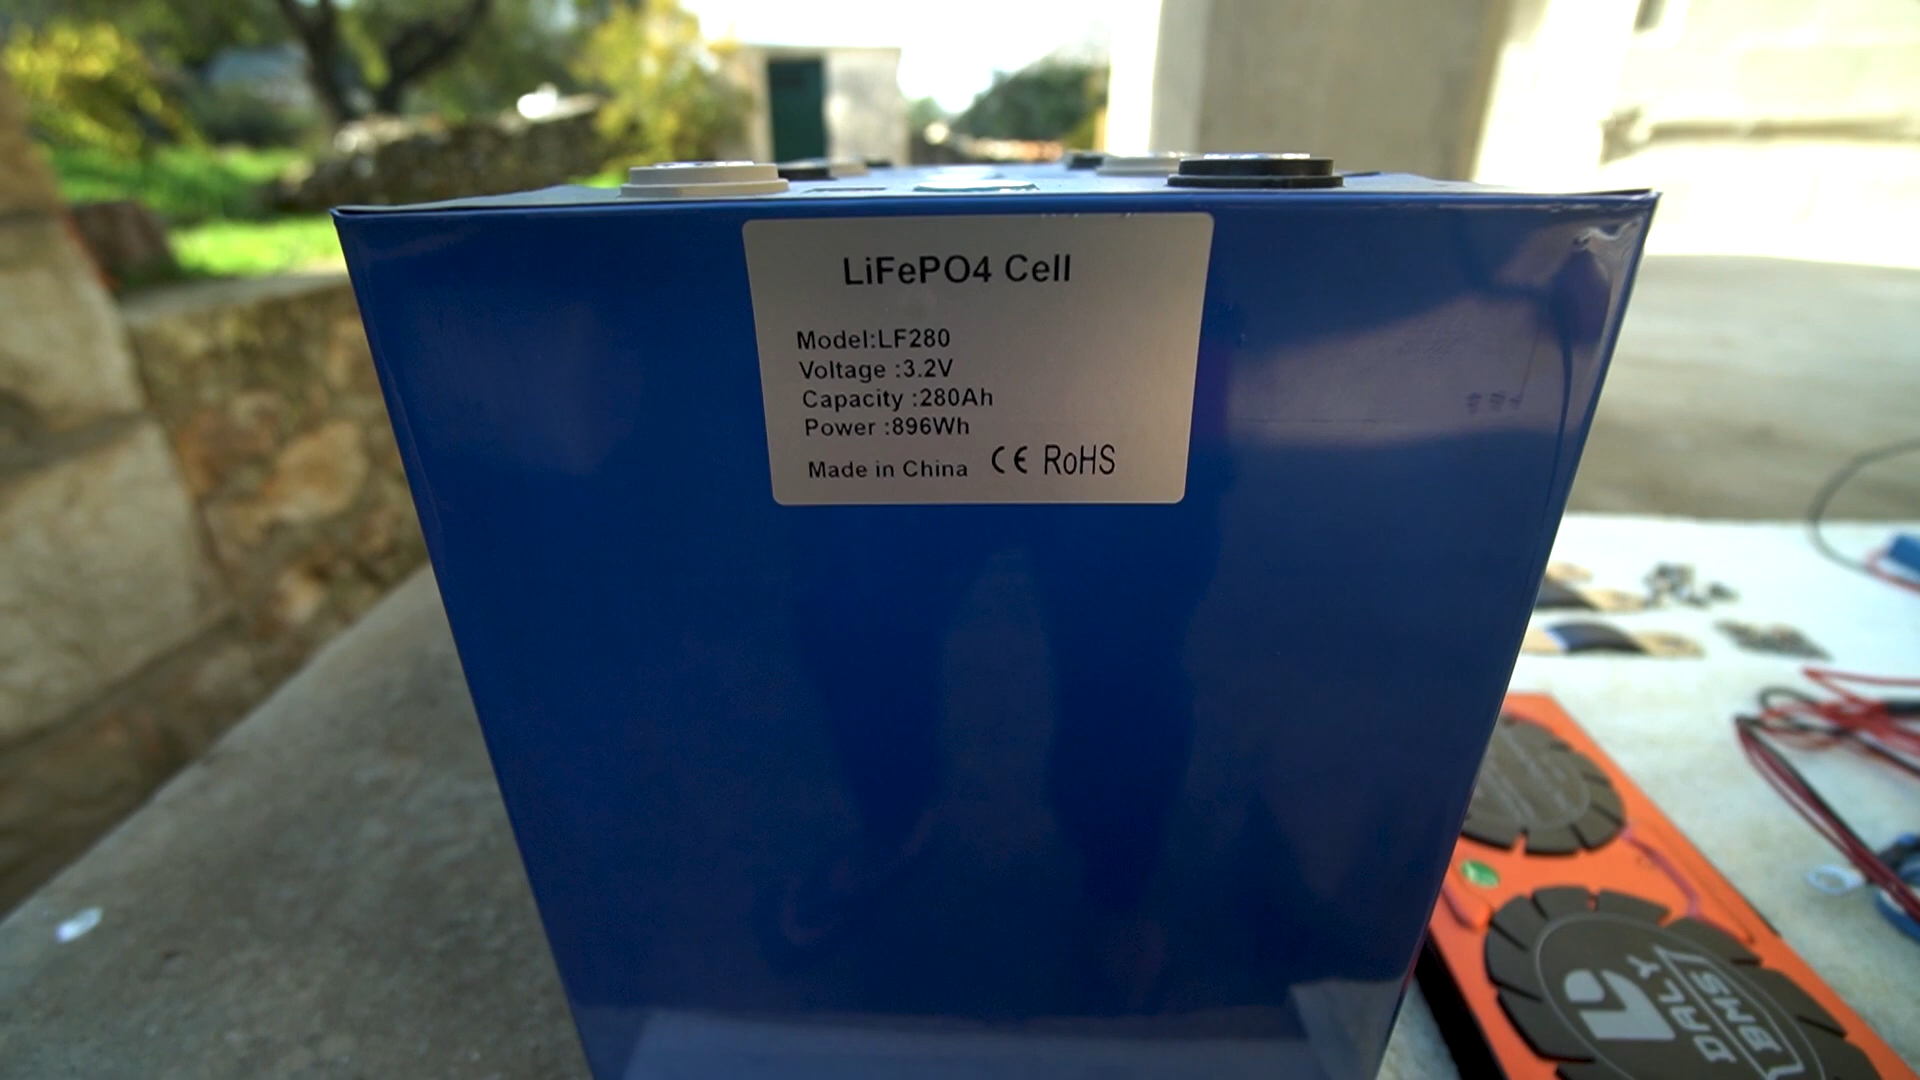 LiFePO4 Cell
Model:LF280
Voltage :3.2V
Capacity :280Ah
Power :896Wh
Made in China CE RoHS
DALY
BMS